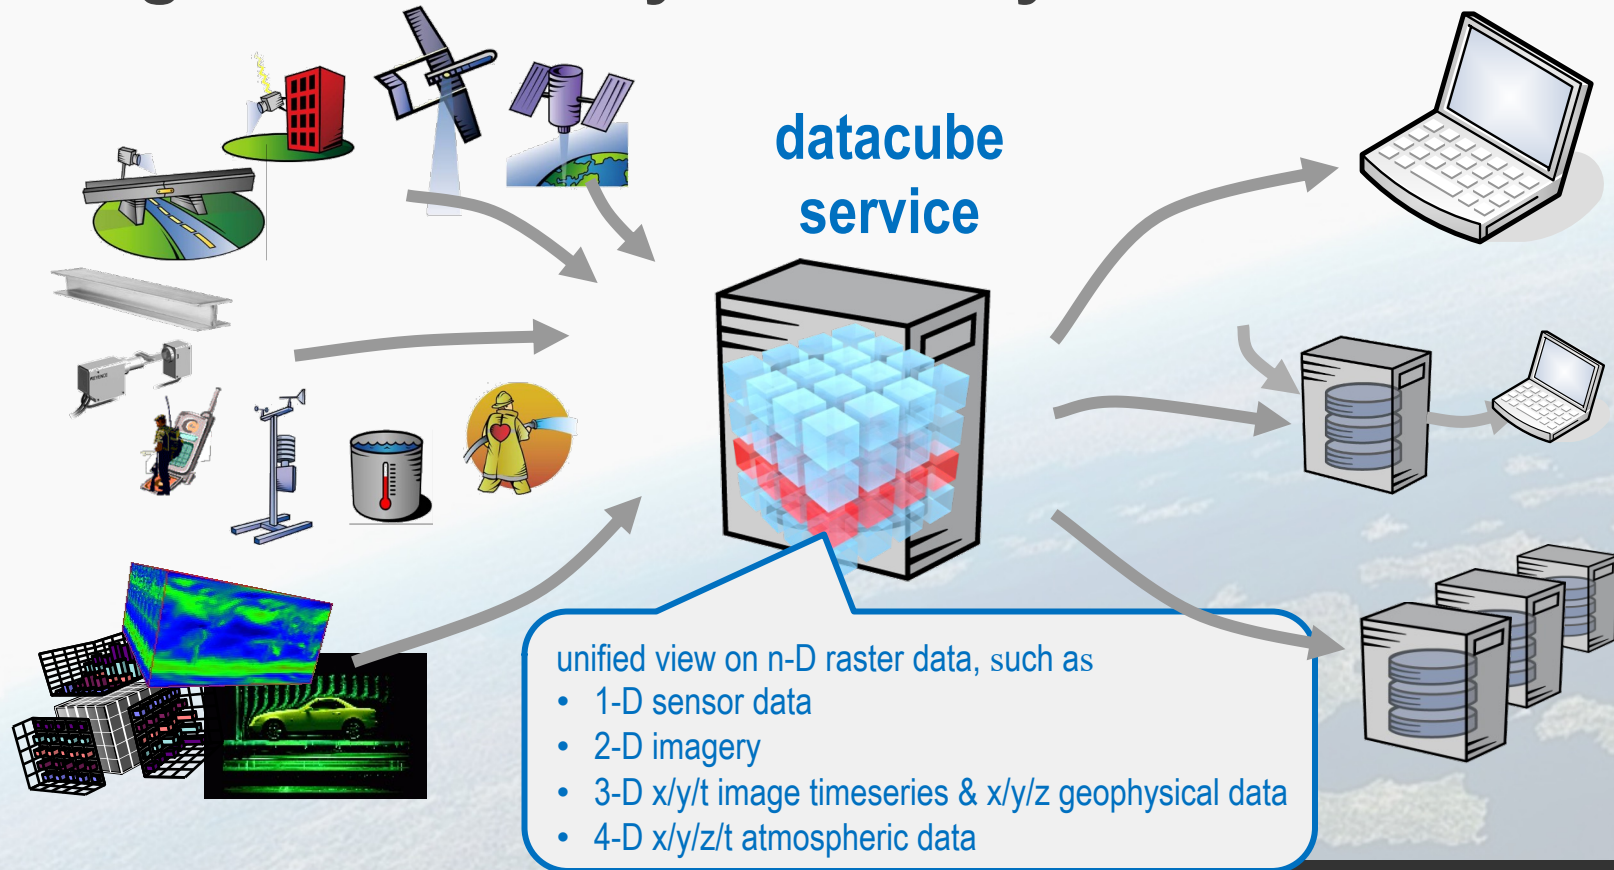 datacube
service
KEYENCE
unified view on n-D raster data, such as
• 1-D sensor data
• 2-D imagery
• 3-D x/y/t image timeseries & x/y/z geophysical data
• 4-D x/y/z/t atmospheric data